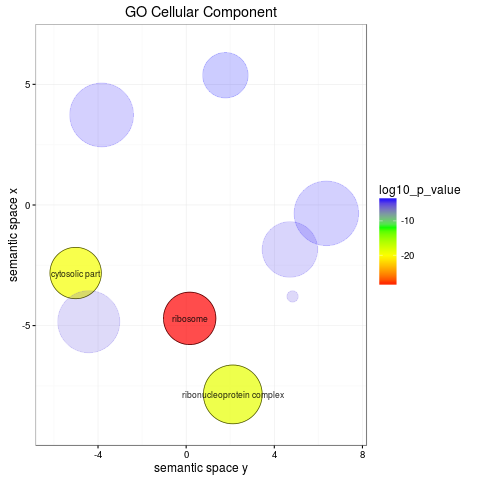 GO Cellular Component
semantic space x
5
0
-5
cytosolic part
ribosome
ribonucleoprotein complex
-4
0
4
8
semantic space y
log10_p_value
-10
-20